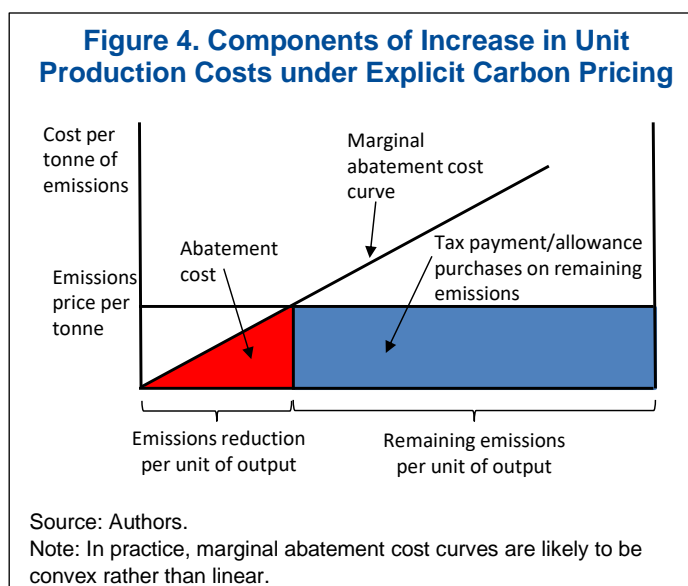 Figure 4. Components of Increase in Unit
Production Costs under Explicit Carbon Pricing
Cost per
tonne of
emissions
Marginal
abatement cost
curve
Abatement
cost
Tax payment/allowance
purchases on remaining
emissions
Emissions
price per
tonne
Emissions reduction
per unit of output
Remaining emissions
per unit of output
Source: Authors.
Note: In practice, marginal abatement cost curves are likely to be
convex rather than linear.